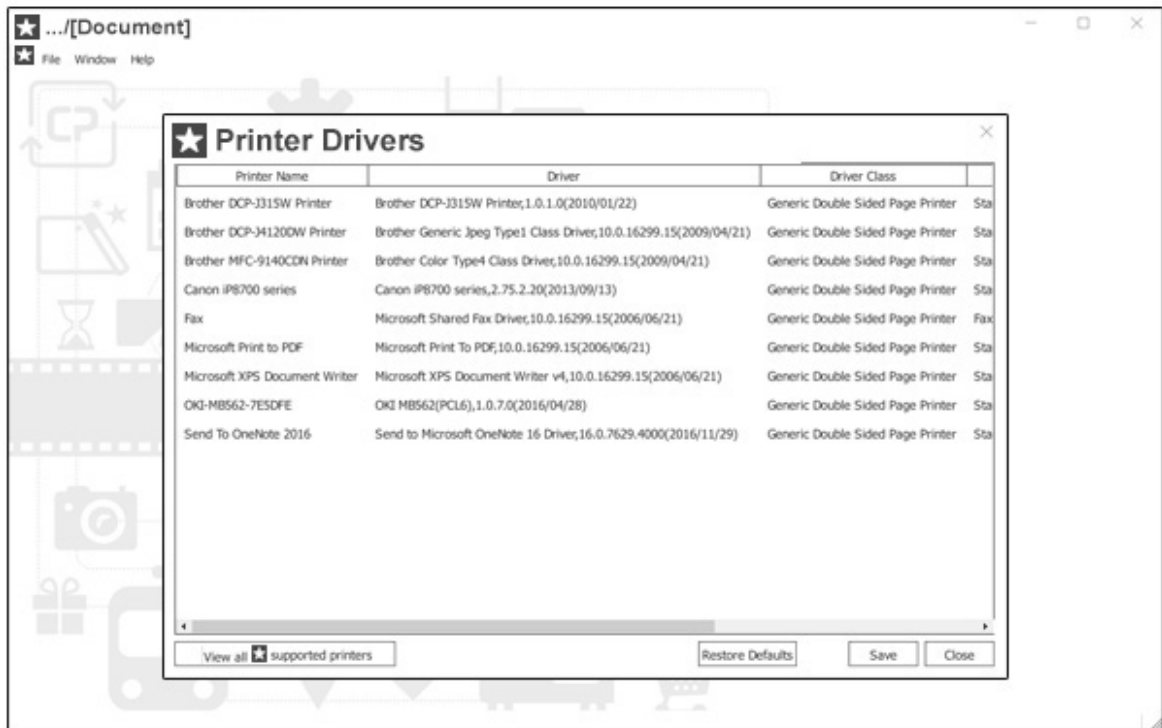 .../[Document]
File Window Help
CP
Printer Drivers
Printer Name Driver Driver Class
Brother DCP-J315W Printer Brother DCP-J315W Printer,1.0.1.0(2010/01/22) Generic Double Sided Page Printer Sta
Brother DCP-J4120DW Printer Brother Generic Jpeg Type1 Class Driver,10.0.16299.15(2009/04/21) Generic Double Sided Page Printer Sta
Brother MFC-9140CDN Printer Brother Color Type4 Class Driver,10.0.16299.15(2009/04/21) Generic Double Sided Page Printer Sta
Canon iP8700 series Canon iP8700 series,2.75.2.20(2013/09/13) Generic Double Sided Page Printer Sta
Fax Microsoft Shared Fax Driver,10.0.16299.15(2006/06/21) Generic Double Sided Page Printer Fax
Microsoft Print to PDF Microsoft Print To PDF,10.0.16299.15(2006/06/21) Generic Double Sided Page Printer Sta
Microsoft XPS Document Writer Microsoft XPS Document Writer v4,10.0.16299.15(2006/06/21) Generic Double Sided Page Printer Sta
OKI-MB562-7E5DFE OKI MB562(PCL6),1.0.7.0(2016/04/28) Generic Double Sided Page Printer Sta
Send To OneNote 2016 Send to Microsoft OneNote 16 Driver,16.0.7629.4000(2016/11/29) Generic Double Sided Page Printer Sta
View all supported printers Restore Defaults Save Close